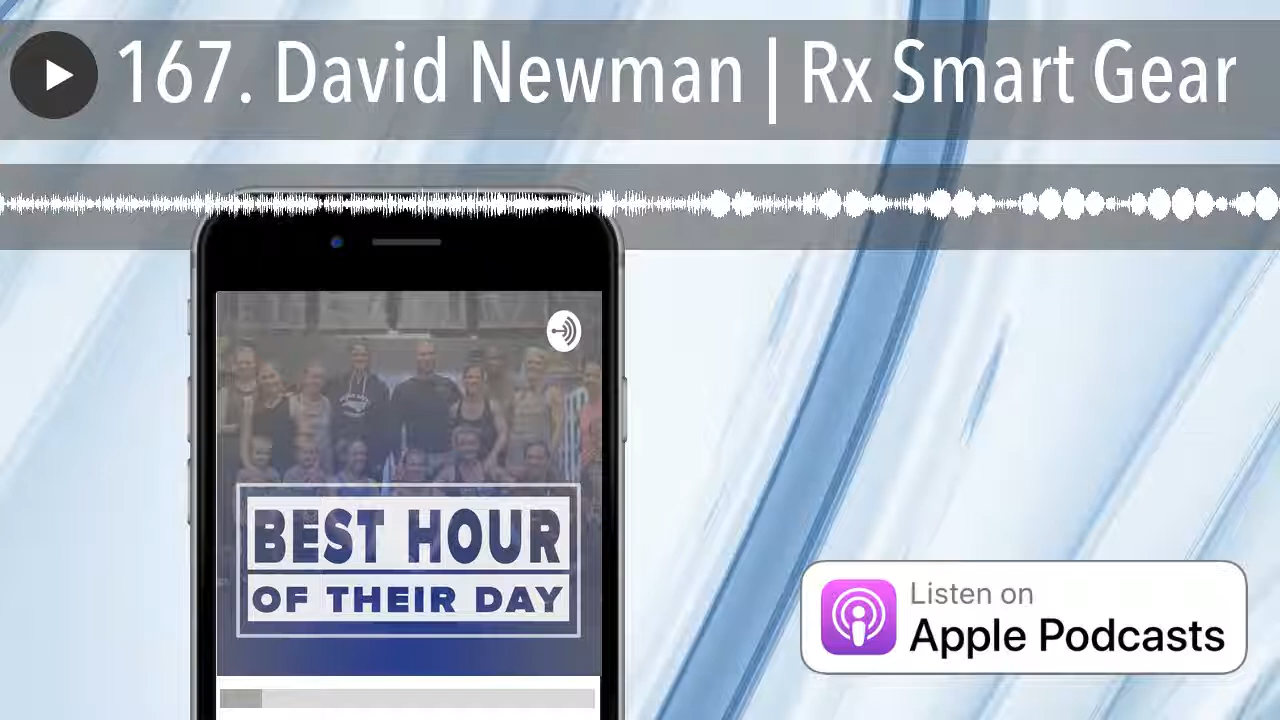 167. David Newman | Rx Smart Gear
BEST HOUR
OF THEIR DAY
Listen on
Apple Podcasts